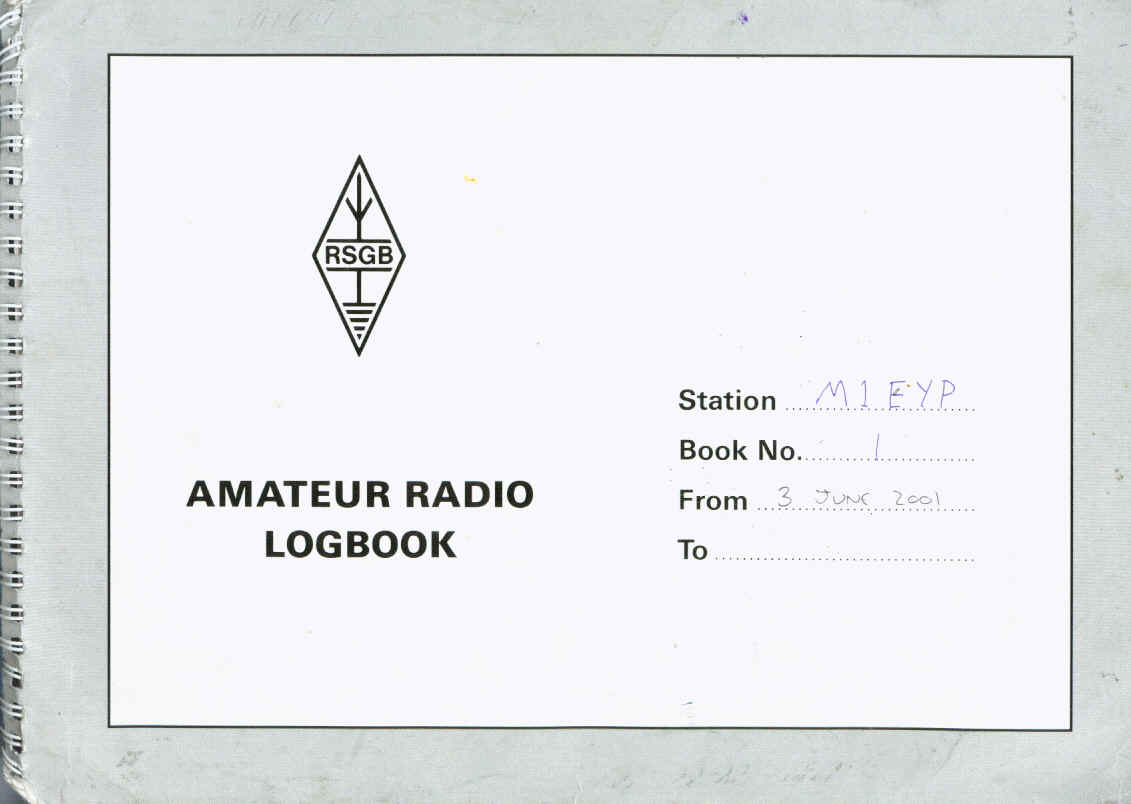 RSGB
AMATEUR RADIO
LOGBOOK
Station M1EYP
Book No. 1
From 3 JUNE 2001
To